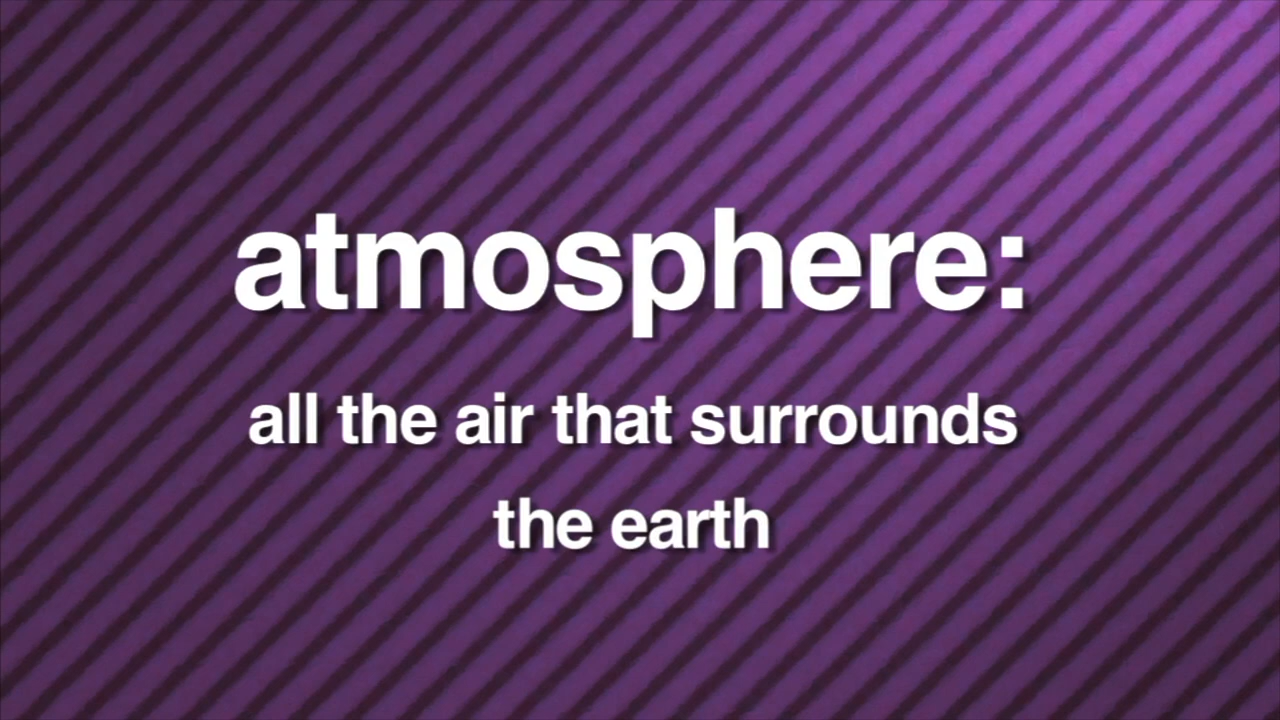 atmosphere:
all the air that surrounds
the earth